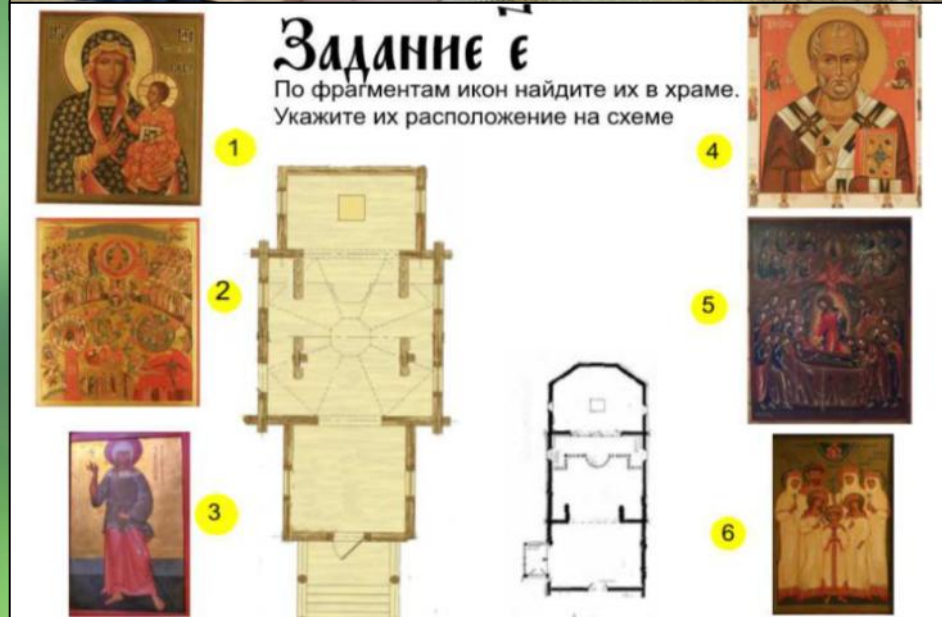 Задание е
По фрагментам икон найдите их в храме.
Укажите их расположение на схеме
1
4
2
5
3
6